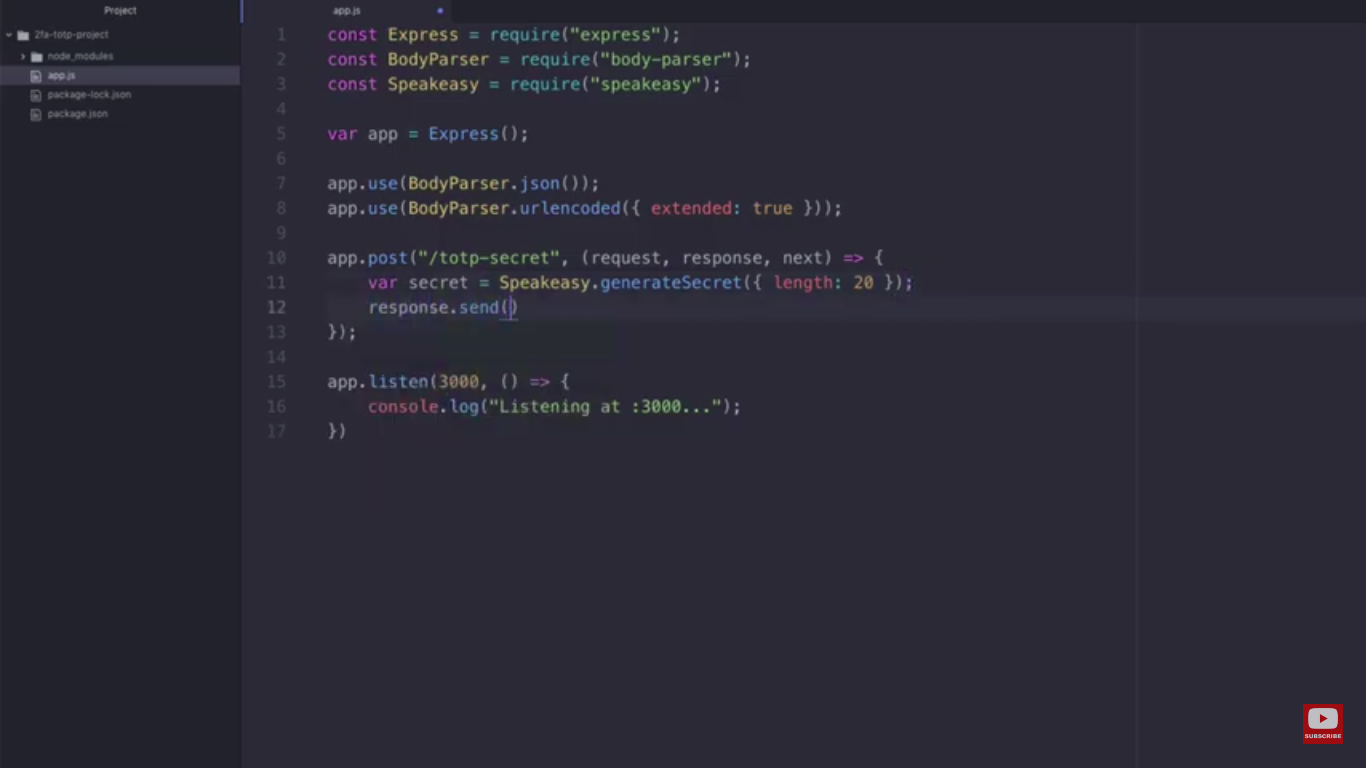 Project
2fa-totp-project
node_modules
app.js
package-lock.json
package.json
app.js
1 const Express = require("express");
2 const BodyParser = require("body-parser");
3 const Speakeasy = require("speakeasy");
4
5 var app = Express();
6
7 app.use(BodyParser.json());
8 app.use(BodyParser.urlencoded({ extended: true }));
9
10 app.post("/totp-secret", (request, response, next) => {
11 var secret = Speakeasy.generateSecret({ length: 20 });
12 response.send()
13 });
14
15 app.listen(3000, () => {
16 console.log("Listening at :3000...");
17 })
SUBSCRIBE